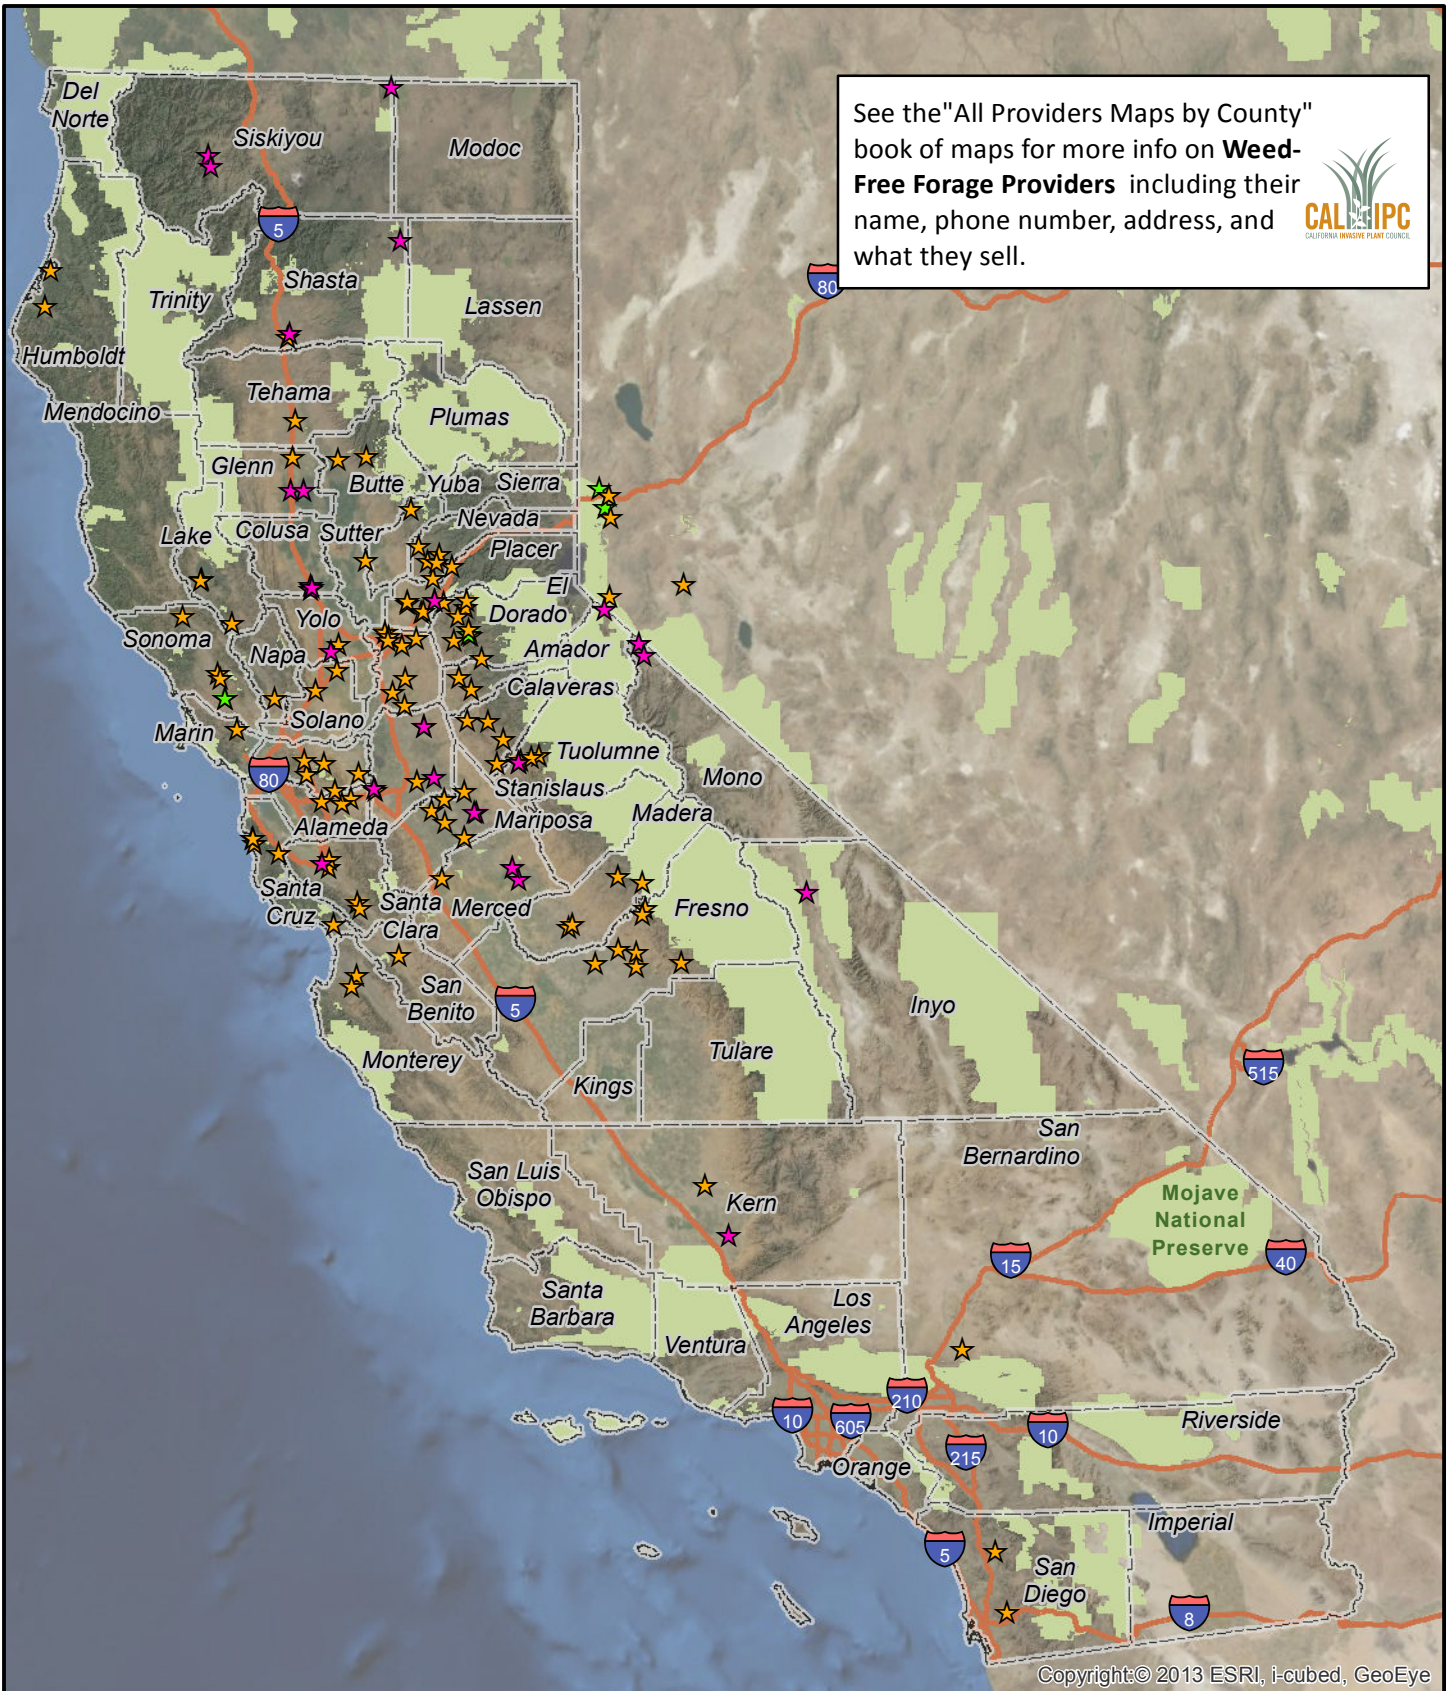 See the"All Providers Maps by County"
book of maps for more info on Weed-
Free Forage Providers including their
name, phone number, address, and
what they sell.
CAL IPC
CALIFORNIA INVASIVE PLANT COUNCIL
Del
Norte
Siskiyou
Modoc
5
80
Shasta
Trinity
Lassen
Humboldt
Tehama
Mendocino
Plumas
Glenn
Butte
Yuba
Sierra
Lake
Colusa
Sutter
Nevada
Placer
El
Dorado
Sonoma
Yolo
Napa
Amador
Calaveras
Solano
Marin
Tuolumne
80
Mono
Stanislaus
Madera
Mariposa
Alameda
Santa
Cruz
Santa
Clara
Merced
Fresno
San
Benito
5
Inyo
Monterey
Tulare
Kings
515
San
Bernardino
San Luis
Obispo
Kern
Mojave
National
Preserve
15
40
Santa
Barbara
Los
Angeles
Ventura
210
10
605
10
215
Riverside
Orange
Imperial
5
San
Diego
8
Copyright:© 2013 ESRI, i-cubed, GeoEye